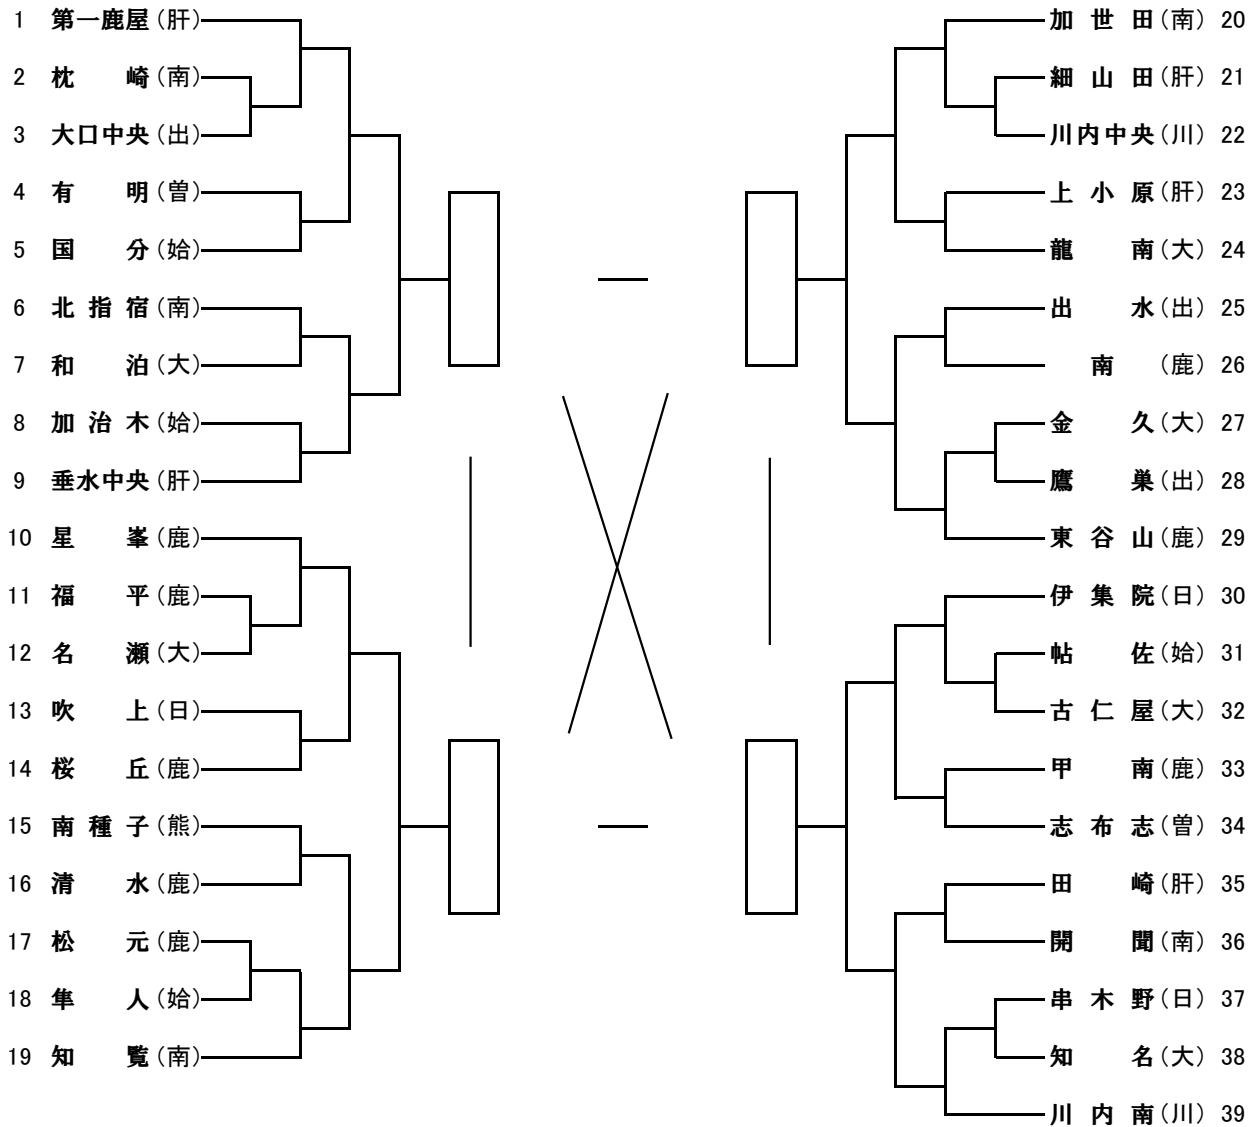 1 第一鹿屋(肝)
2 枕崎(南)
3 大口中央(出)
4 有明(曽)
5 国分(姶)
6 北指宿(南)
7 和泊(大)
8 加治木(姶)
9 垂水中央(肝)
10 星峯(鹿)
11 福平(鹿)
12 名瀬(大)
13 吹上(日)
14 桜丘(鹿)
15 南種子(熊)
16 清水(鹿)
17 松元(鹿)
18 隼人(姶)
19 知覧(南)
加世田(南) 20
細山田(肝) 21
川内中央(川) 22
上小原(肝) 23
龍南(大) 24
出水(出) 25
南(鹿) 26
金久(大) 27
鷹巣(出) 28
東谷山(鹿) 29
伊集院(日) 30
帖佐(姶) 31
古仁屋(大) 32
甲南(鹿) 33
志布志(曽) 34
田崎(肝) 35
開聞(南) 36
串木野(日) 37
知名(大) 38
川内南(川) 39